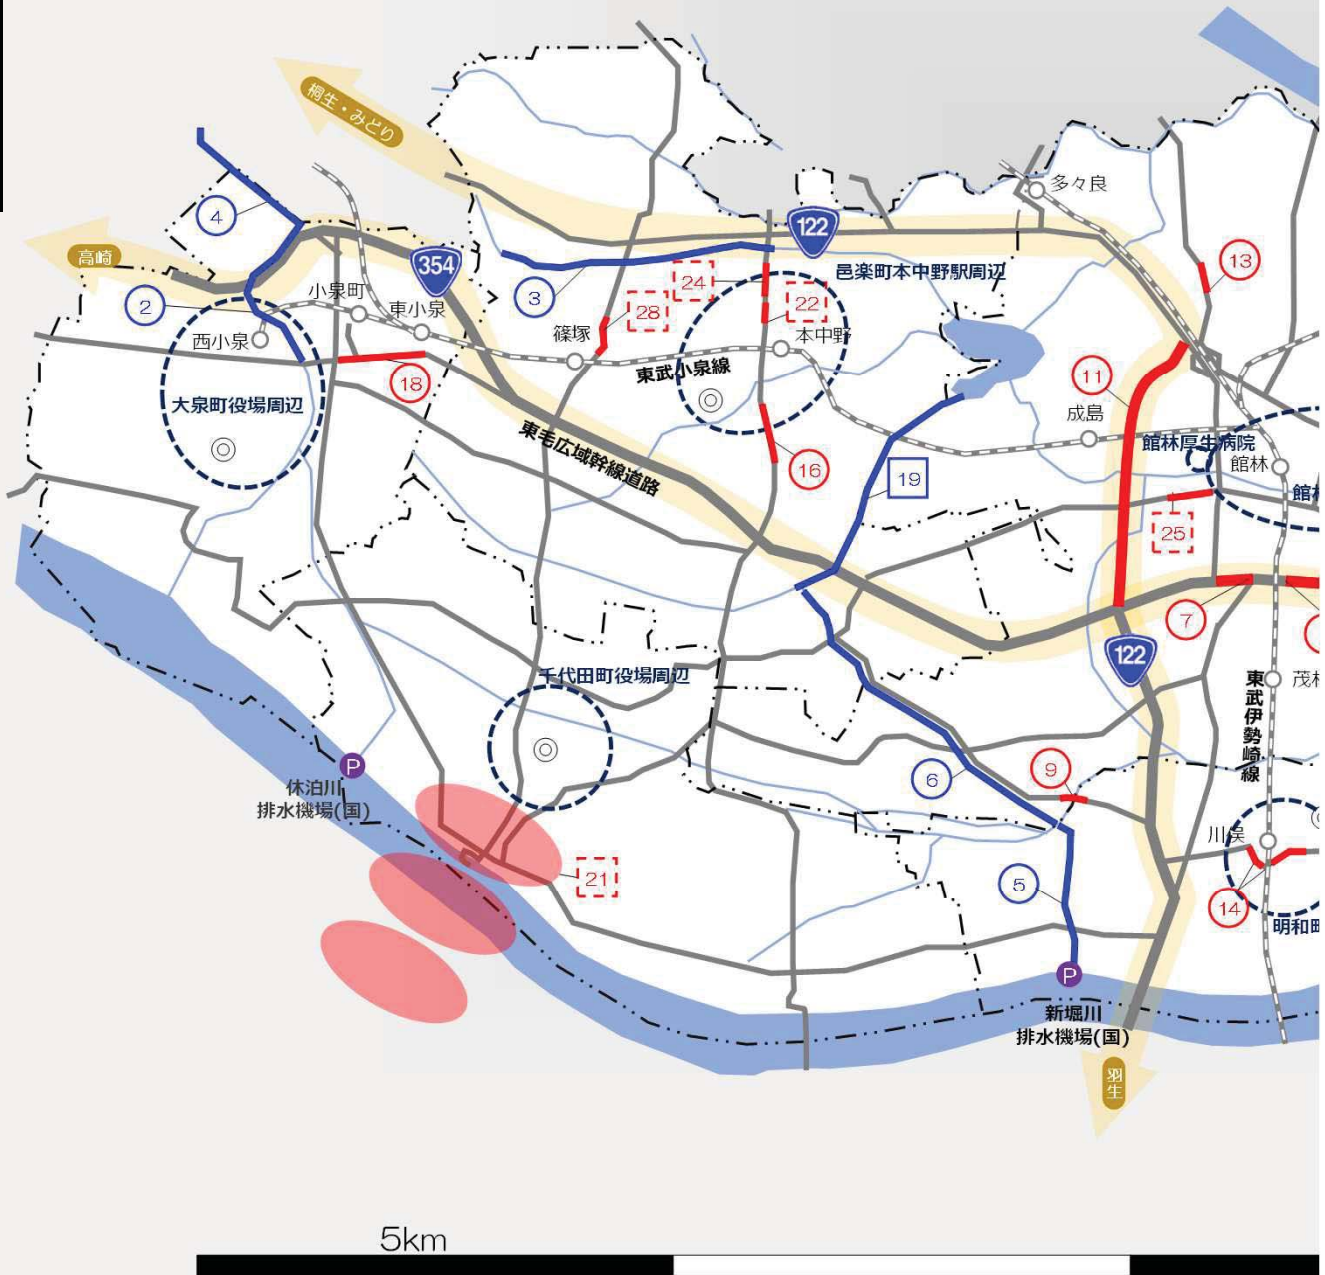 桐生・みどり
多々良
4
122
高崎
354
13
邑楽町本中野駅周辺
24
3
2
小泉町
22
28
東小泉
篠塚
本中野
西小泉
東武小泉線
11
18
大泉町役場周辺
成島
東毛広域幹線道路
館林厚生病院
16
館林
19
25
7
122
千代田町役場周辺
東武伊勢崎線
P
9
6
休泊川
排水機場(国)
川俣
21
5
14
P
新堀川
排水機場(国)
羽生
5km